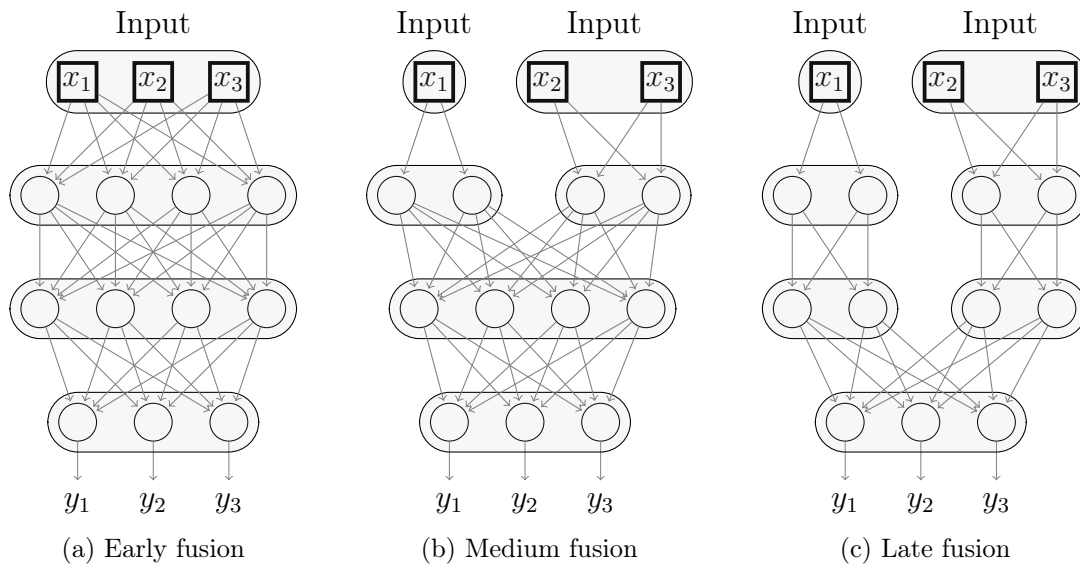 Input
x₁ x₂ x₃
y₁ y₂ y₃
(a) Early fusion
Input Input
x₁ x₂ x₃
y₁ y₂ y₃
(b) Medium fusion
Input Input
x₁ x₂ x₃
y₁ y₂ y₃
(c) Late fusion